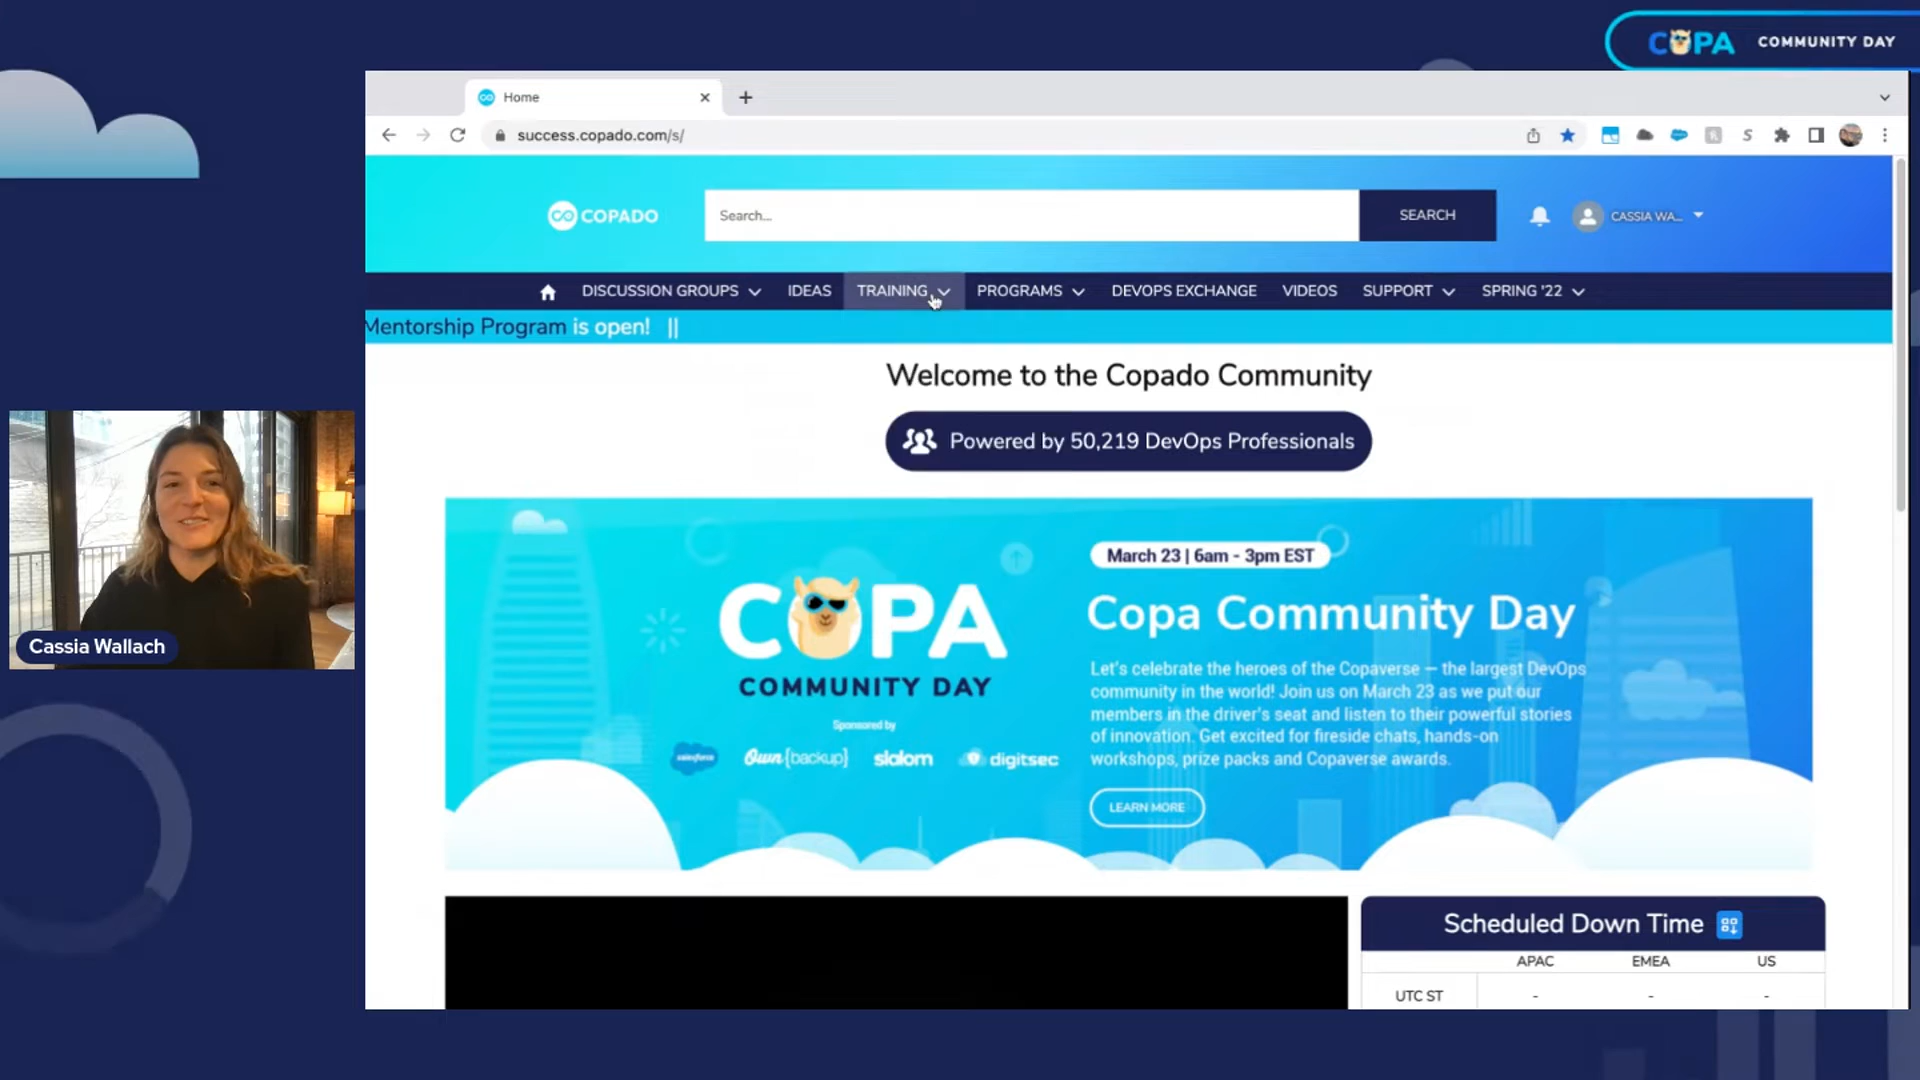 COPA COMMUNITY DAY
Home
success.copado.com/s/
COPADO
Search...
SEARCH
CASSIA WA...
DISCUSSION GROUPS
IDEAS
TRAINING
PROGRAMS
DEVOPS EXCHANGE
VIDEOS
SUPPORT
SPRING '22
Mentorship Program is open! ||
Welcome to the Copado Community
Powered by 50,219 DevOps Professionals
COPA
COMMUNITY DAY
Sponsored by
salesforce
Own{backup}
slalom
digitsec
March 23 | 6am - 3pm EST
Copa Community Day
Let's celebrate the heroes of the Copaverse — the largest DevOps
community in the world! Join us on March 23 as we put our
members in the driver's seat and listen to their powerful stories
of innovation. Get excited for fireside chats, hands-on
workshops, prize packs and Copaverse awards.
LEARN MORE
Cassia Wallach
Scheduled Down Time
APAC EMEA US
UTC ST - - -